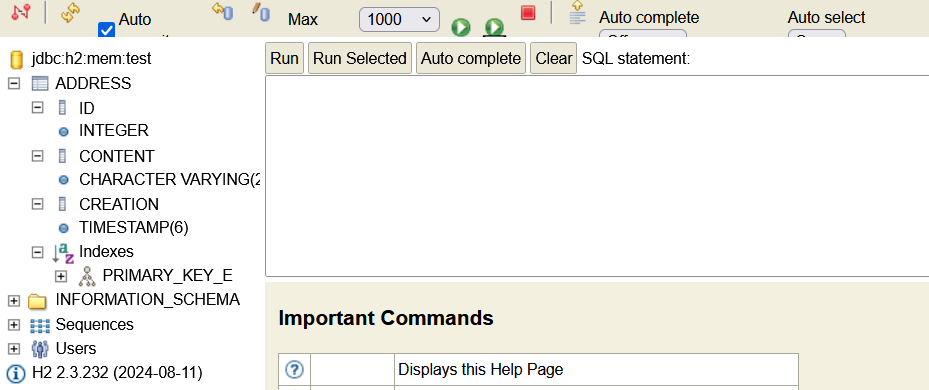 Auto
Max
1000
Auto complete
Auto select
jdbc:h2:mem:test
Run
Run Selected
Auto complete
Clear
SQL statement:
ADDRESS
ID
INTEGER
CONTENT
CHARACTER VARYING(2
CREATION
TIMESTAMP(6)
Indexes
PRIMARY_KEY_E
INFORMATION_SCHEMA
Sequences
Users
H2 2.3.232 (2024-08-11)
Important Commands
Displays this Help Page